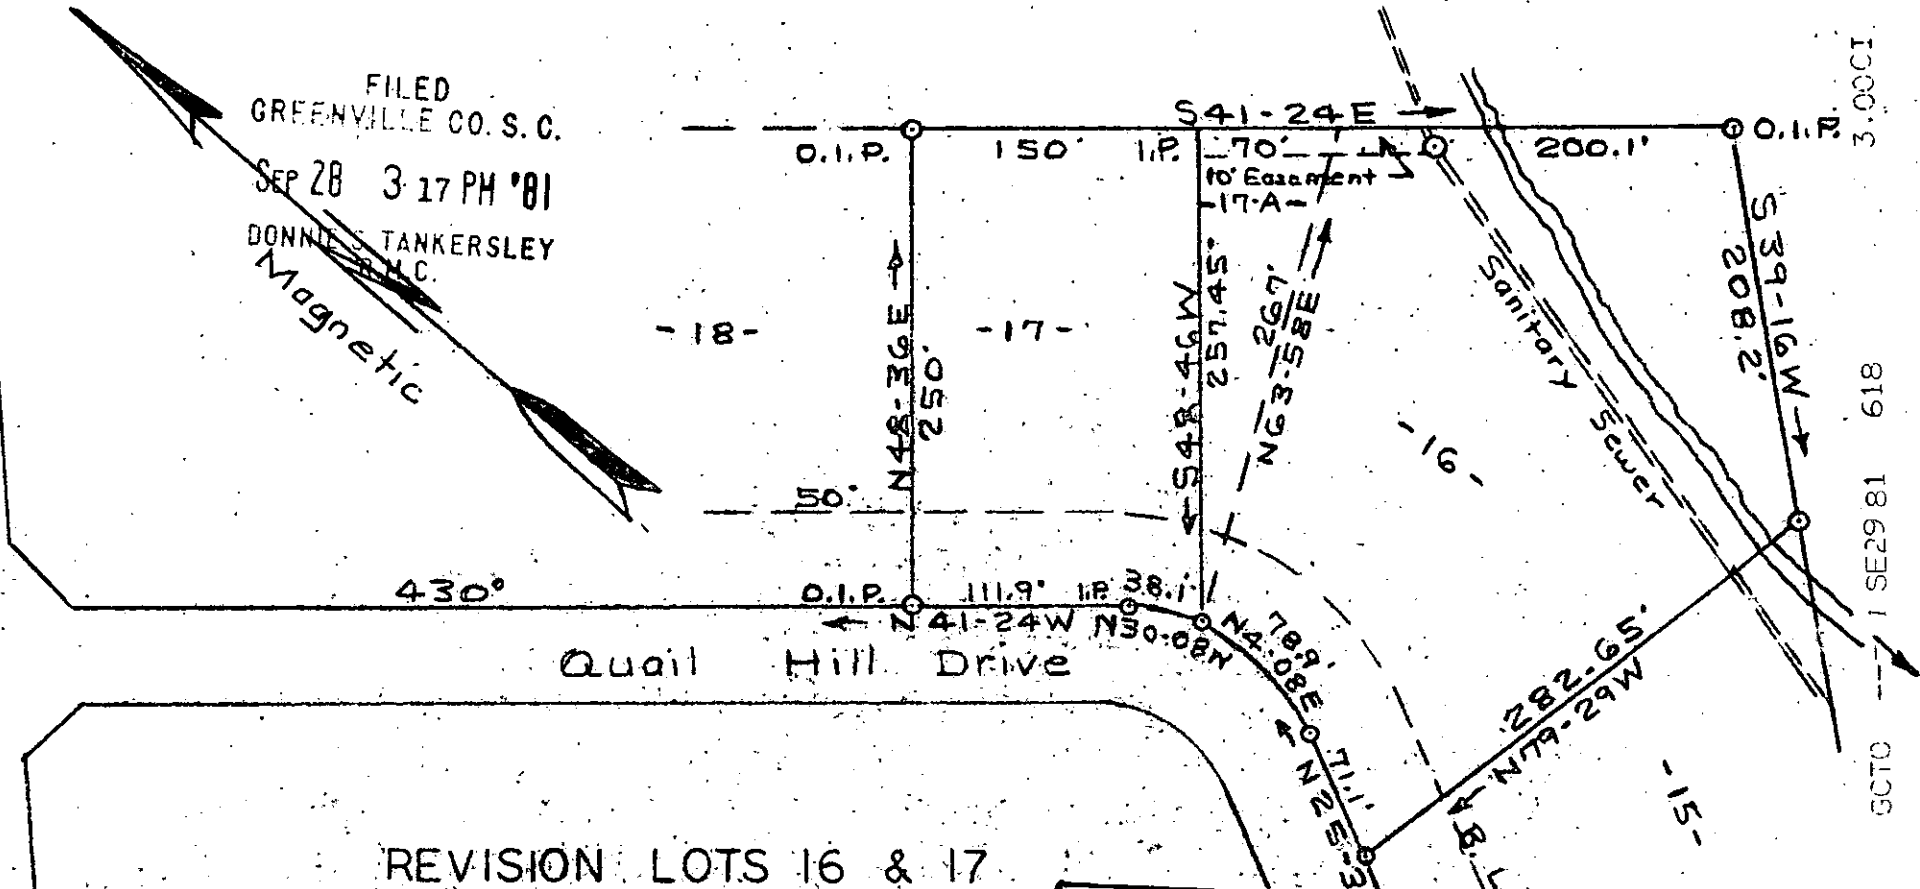 FILED
GREENVILLE CO. S. C.
SEP 28 3 17 PM '81
DONNIE S. TANKERSLEY
R.M.C.
Magnetic
S41-24E
O.I.P.
150'
I.P.
70'
200.1'
O.I.P.
10' Easament
-17-A-
S39-16W
208.2'
-18-
N48-36E
250'
-17-
S48-46W
257.45'
267'
N63-58E
Sanitary Sewer
-16-
50'
430'
O.I.P.
111.9'
I.P.
38.1'
N41-24W
N30-08W
78.9'
N4-08E
Quail Hill Drive
71.1'
N25-3
282.65'
N79-29W
-15-
B. L
REVISION LOTS 16 & 17
3.00CI
618
1 SE29 81
GCTO